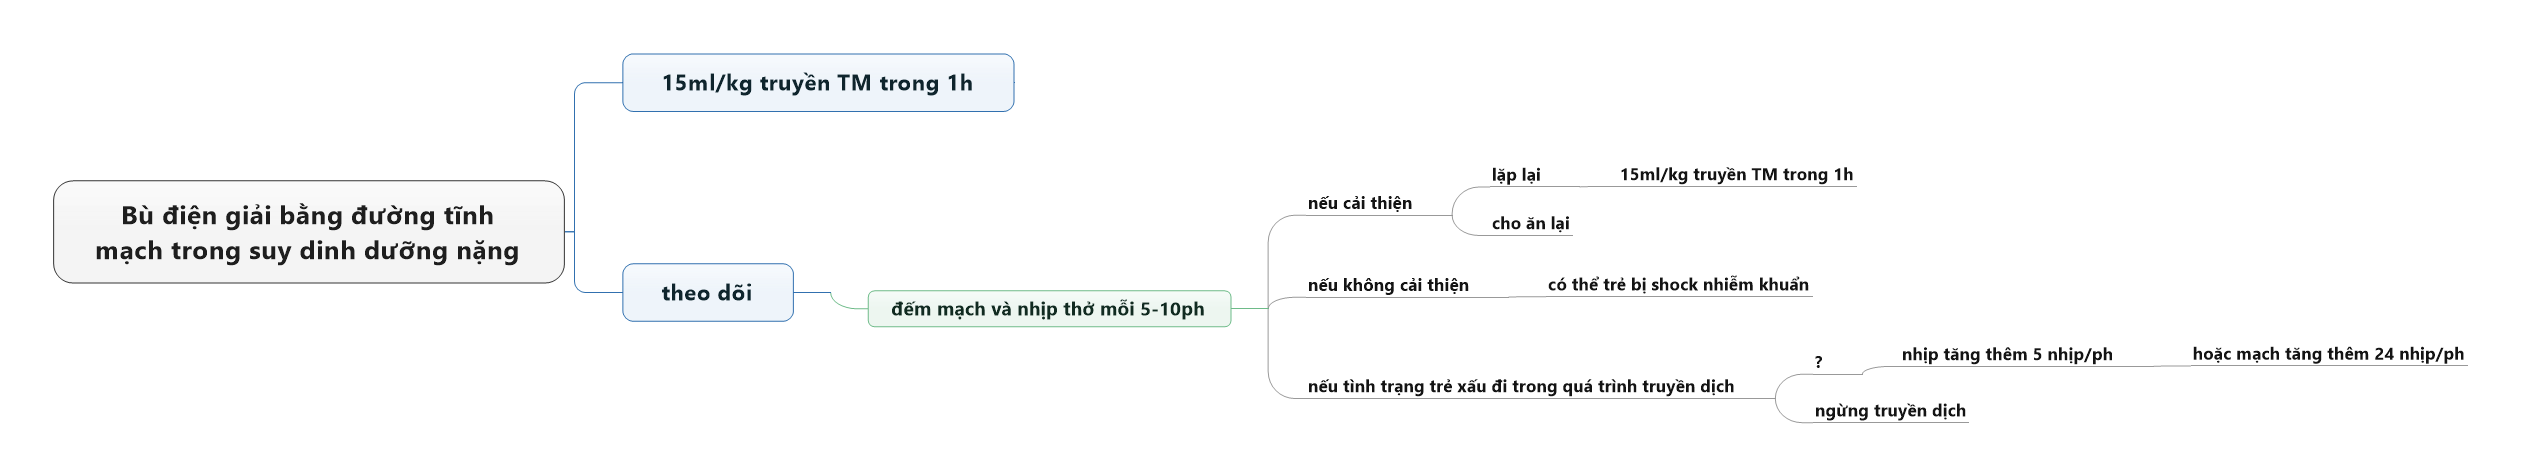 15ml/kg truyền TM trong 1h
Bù điện giải bằng đường tĩnh
mạch trong suy dinh dưỡng nặng
theo dõi
đếm mạch và nhịp thở mỗi 5-10ph
nếu cải thiện
lặp lại
15ml/kg truyền TM trong 1h
cho ăn lại
nếu không cải thiện
có thể trẻ bị shock nhiễm khuẩn
nếu tình trạng trẻ xấu đi trong quá trình truyền dịch
?
nhịp tăng thêm 5 nhịp/ph
hoặc mạch tăng thêm 24 nhịp/ph
ngừng truyền dịch